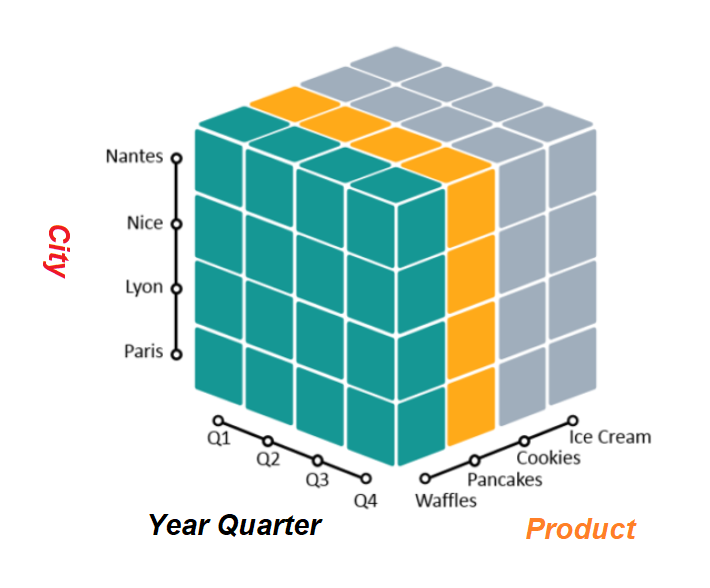 Nantes
Nice
City
Lyon
Paris
Q1
Q2
Q3
Q4
Ice Cream
Cookies
Pancakes
Waffles
Year Quarter
Product